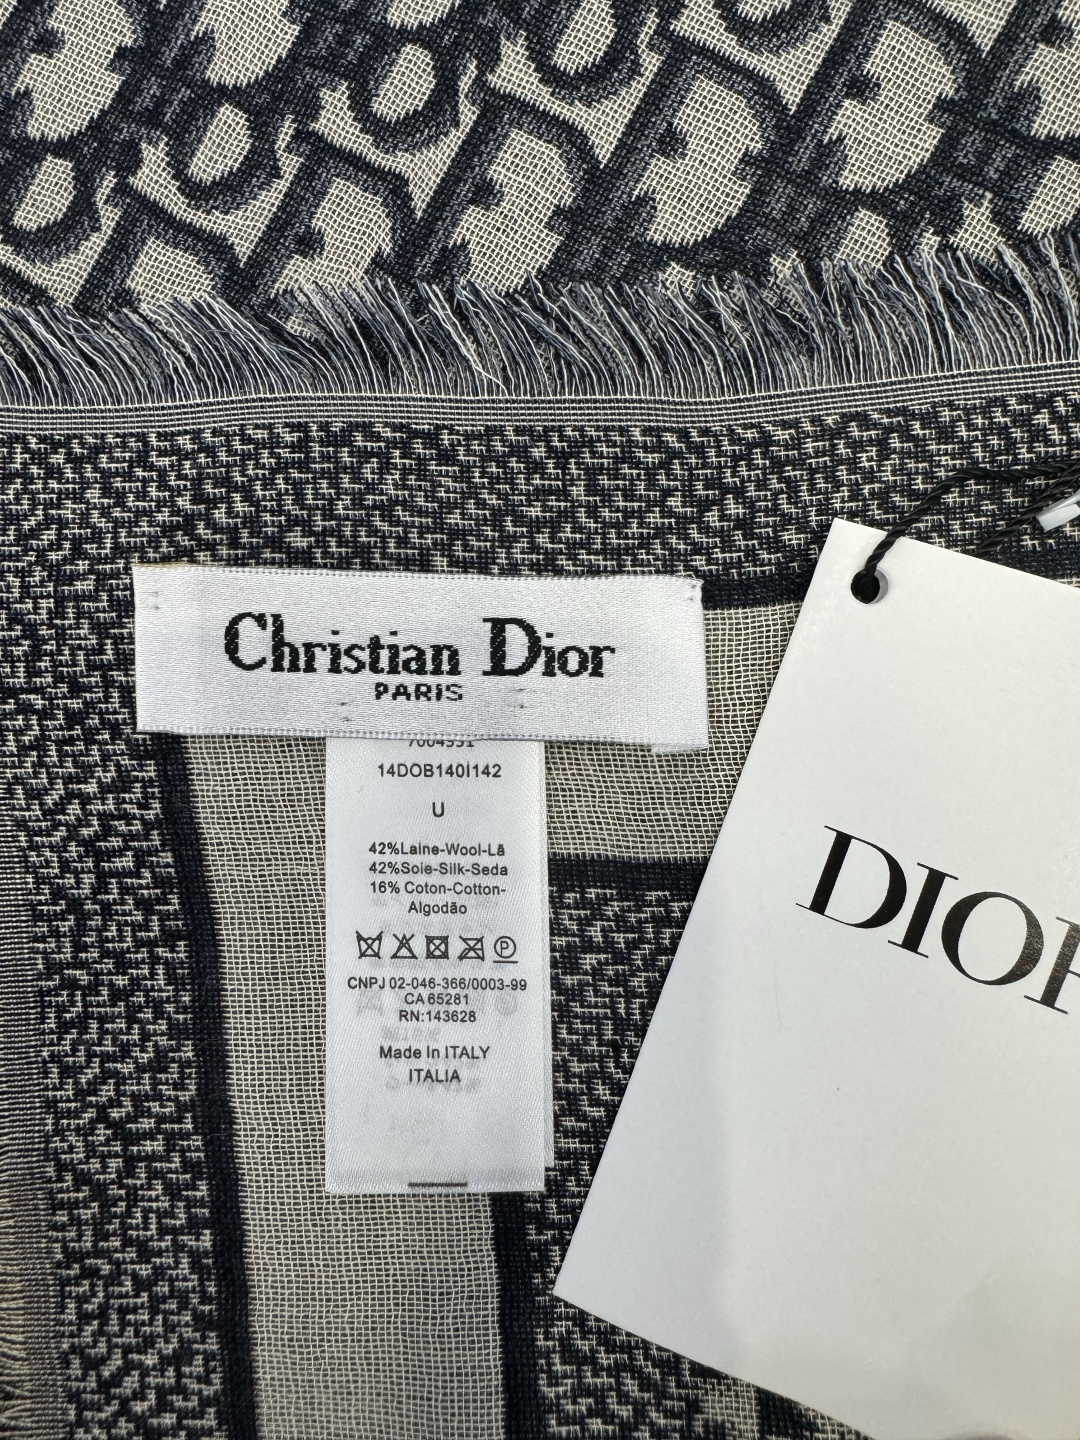 Christian Dior
PARIS
14DOB140I142
U
42%Laine-Wool-Lã
42%Soie-Silk-Seda
16% Coton-Cotton-
Algodão
CNPJ 02-046-366/0003-99
CA 65281
RN:143628
Made In ITALY
ITALIA
DIOR